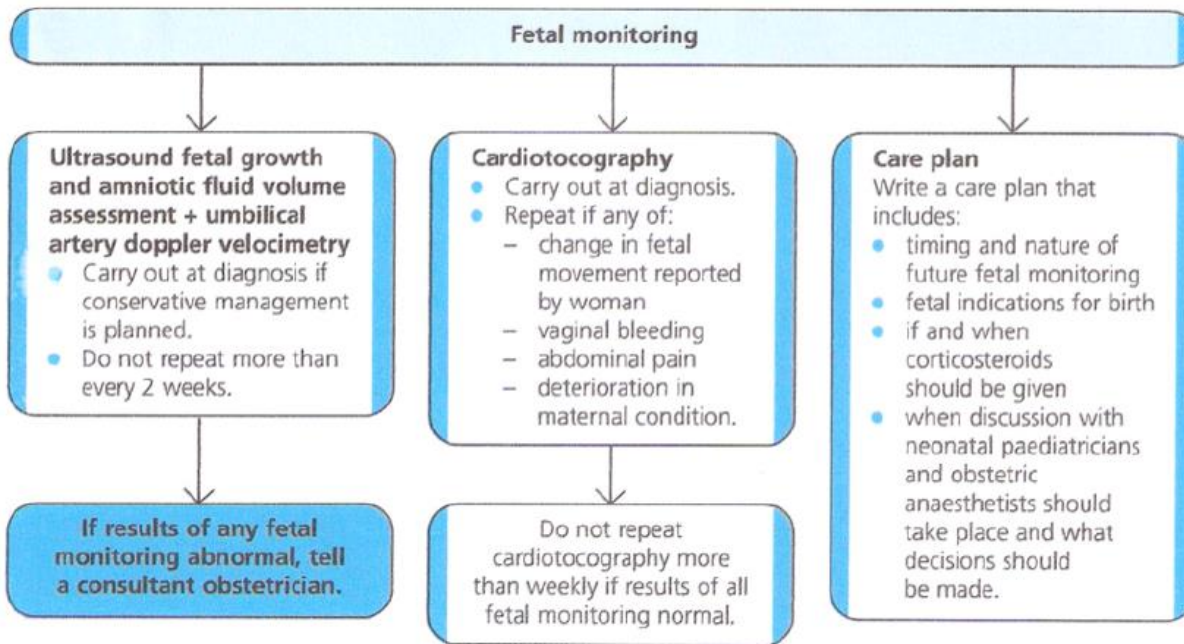 Fetal monitoring
Ultrasound fetal growth
and amniotic fluid volume
assessment + umbilical
artery doppler velocimetry
• Carry out at diagnosis if
conservative management
is planned.
• Do not repeat more than
every 2 weeks.
If results of any fetal
monitoring abnormal, tell
a consultant obstetrician.
Cardiotocography
• Carry out at diagnosis.
• Repeat if any of:
– change in fetal
movement reported
by woman
– vaginal bleeding
– abdominal pain
– deterioration in
maternal condition.
Do not repeat
cardiotocography more
than weekly if results of all
fetal monitoring normal.
Care plan
Write a care plan that
includes:
• timing and nature of
future fetal monitoring
• fetal indications for birth
• if and when
corticosteroids
should be given
• when discussion with
neonatal paediatricians
and obstetric
anaesthetists should
take place and what
decisions should
be made.